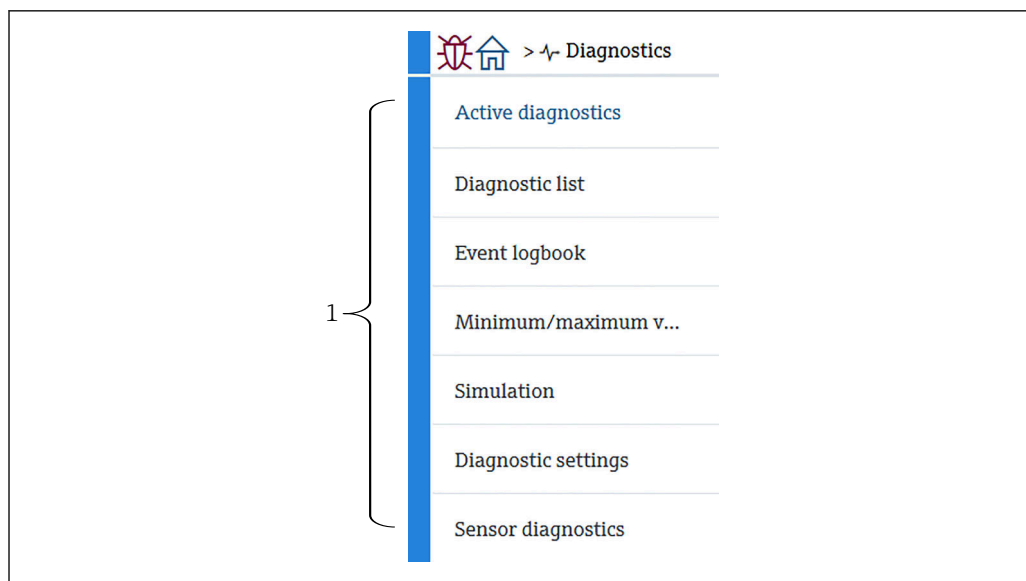 > Diagnostics
Active diagnostics
Diagnostic list
Event logbook
1
Minimum/maximum v...
Simulation
Diagnostic settings
Sensor diagnostics